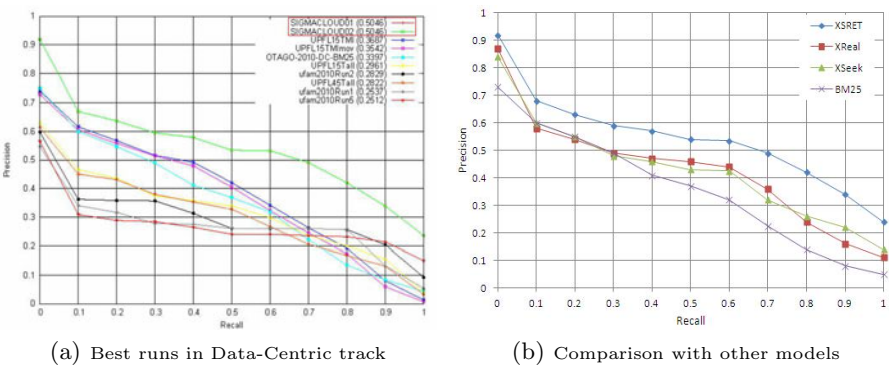 SIGMACLOUD01 (0.5046)
SIGMACLOUD02 (0.5046)
UPFL15TMI (0.3687)
UPFL15TMImov (0.3542)
OTAGO-2010-DC-BM25 (0.3397)
UPFL15Tall (0.2961)
ufam2010Run2 (0.2829)
UPFL45Tall (0.2822)
ufam2010Run1 (0.2537)
ufam2010Run5 (0.2512)
1
0.9
0.8
0.7
0.6
0.5
0.4
0.3
0.2
0.1
0
Precision
0 0.1 0.2 0.3 0.4 0.5 0.6 0.7 0.8 0.9 1
Recall
(a) Best runs in Data-Centric track
XSRET
XReal
XSeek
BM25
1
0.9
0.8
0.7
0.6
0.5
0.4
0.3
0.2
0.1
0
Precision
0 0.1 0.2 0.3 0.4 0.5 0.6 0.7 0.8 0.9 1
Recall
(b) Comparison with other models